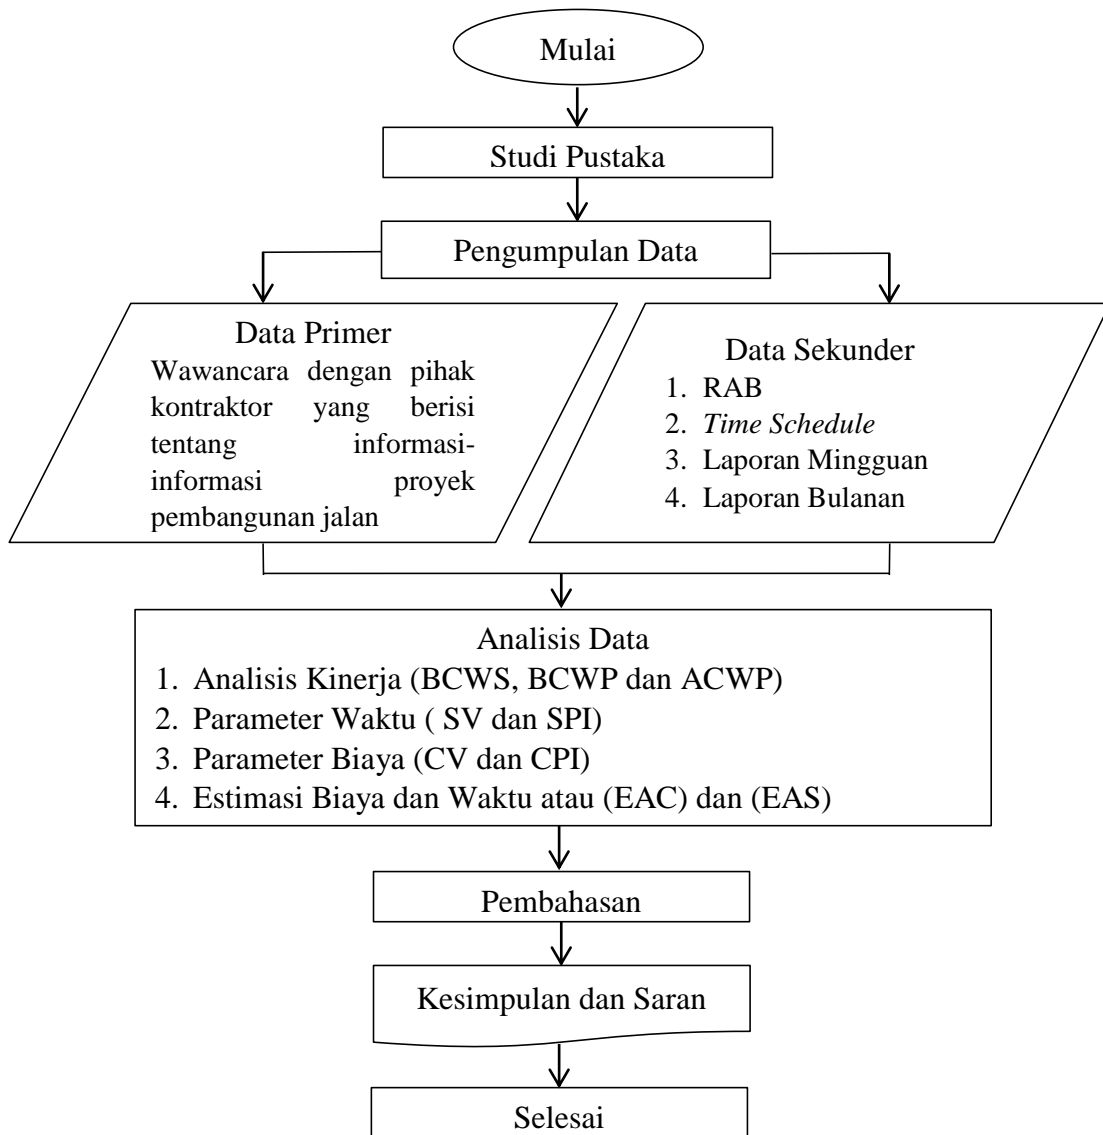 Mulai
Studi Pustaka
Pengumpulan Data
Data Primer
Wawancara dengan pihak
kontraktor yang berisi
tentang informasi-
informasi proyek
pembangunan jalan
Data Sekunder
1. RAB
2. Time Schedule
3. Laporan Mingguan
4. Laporan Bulanan
Analisis Data
1. Analisis Kinerja (BCWS, BCWP dan ACWP)
2. Parameter Waktu ( SV dan SPI)
3. Parameter Biaya (CV dan CPI)
4. Estimasi Biaya dan Waktu atau (EAC) dan (EAS)
Pembahasan
Kesimpulan dan Saran
Selesai